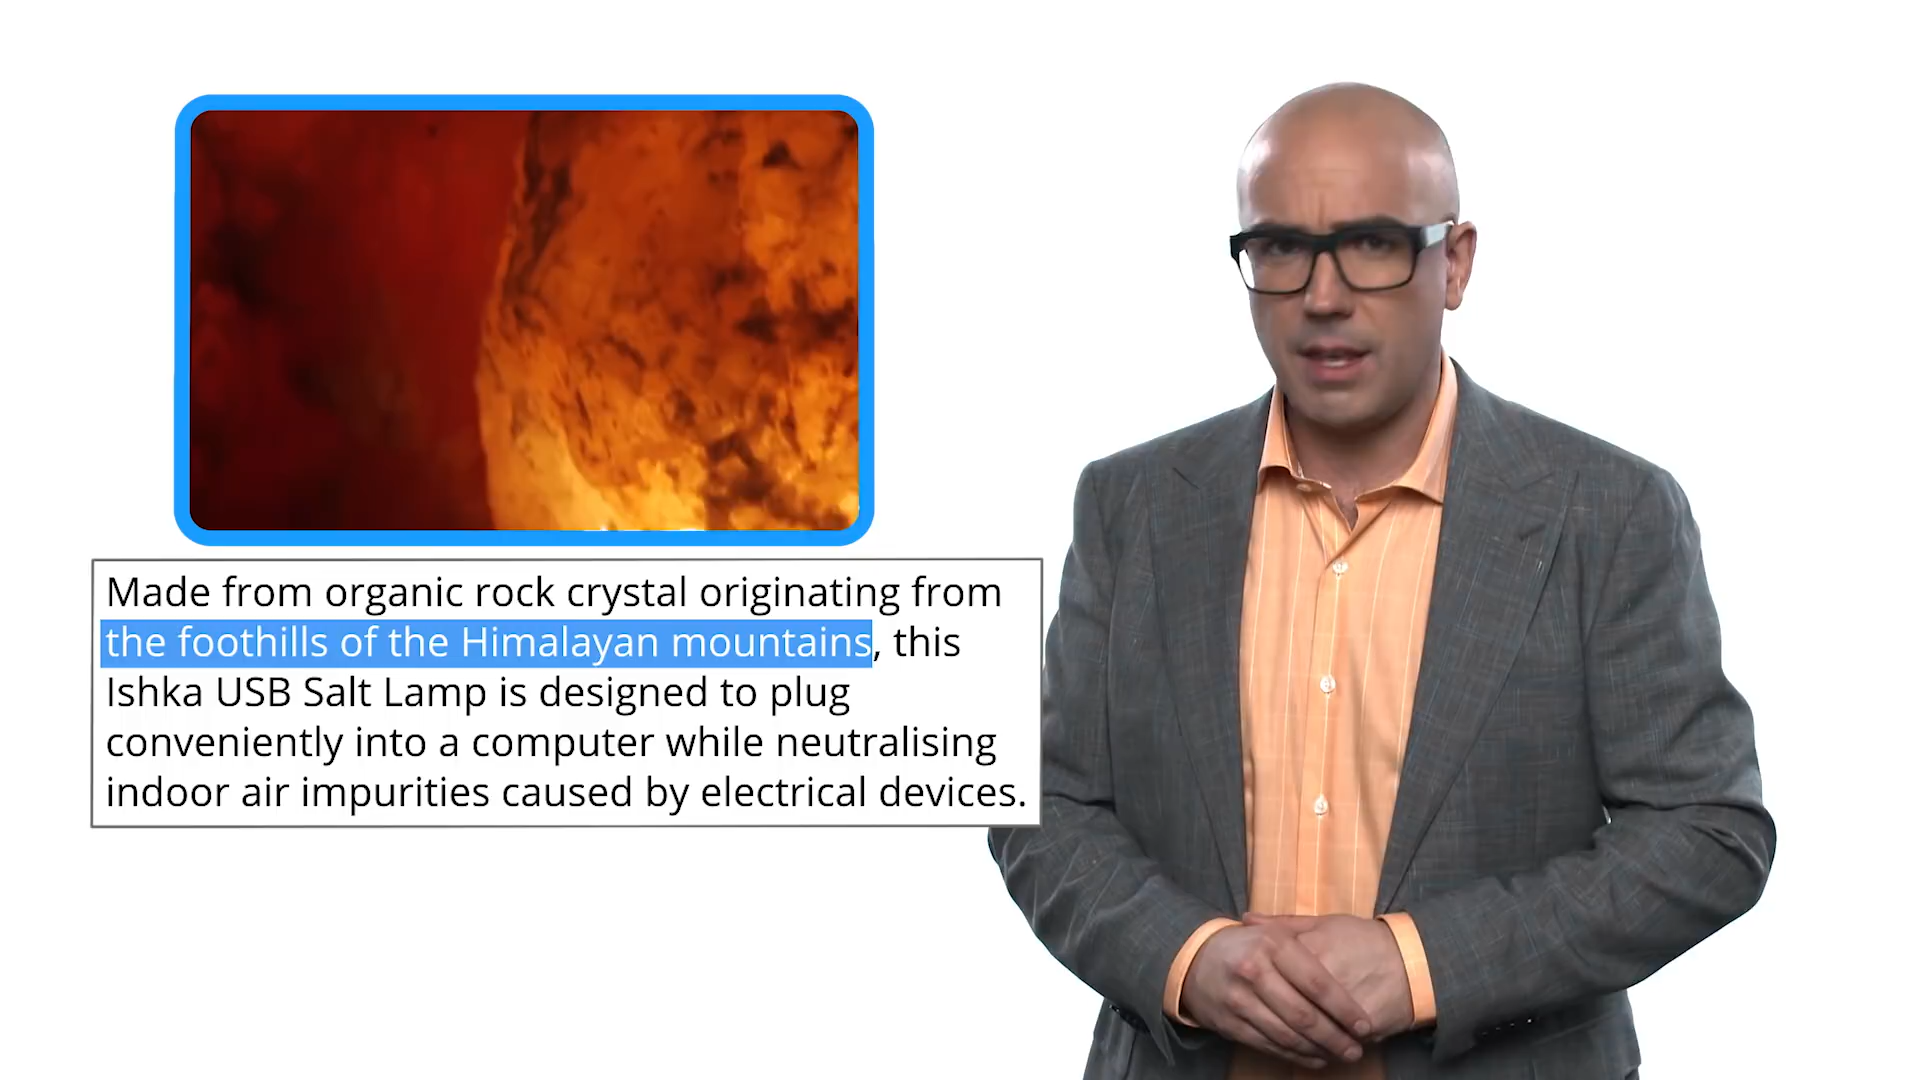 Made from organic rock crystal originating from
the foothills of the Himalayan mountains, this
Ishka USB Salt Lamp is designed to plug
conveniently into a computer while neutralising
indoor air impurities caused by electrical devices.